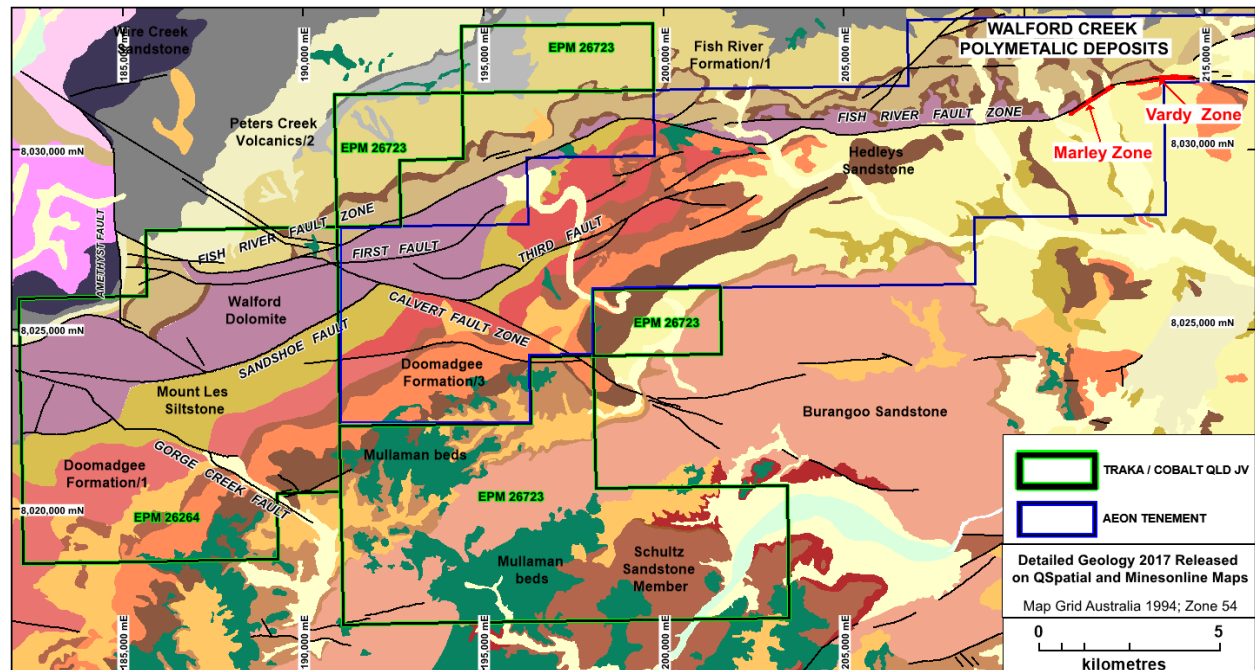 Wire Creek
Sandstone
185,000 mE
190,000 mE
195,000 mE
EPM 26723
200,000 mE
Fish River
Formation/1
205,000 mE
WALFORD CREEK
POLYMETALIC DEPOSITS
215,000 mE
Vardy Zone
Marley Zone
Peters Creek
Volcanics/2
EPM 26723
FISH RIVER FAULT ZONE
8,030,000 mN
8,030,000 mN
Hedleys
Sandstone
AMETHYST FAULT
FISH RIVER FAULT ZONE
FIRST FAULT
THIRD FAULT
Walford
Dolomite
CALVERT FAULT ZONE
EPM 26723
8,025,000 mN
8,025,000 mN
SANDSHOE FAULT
Doomadgee
Formation/3
Mount Les
Siltstone
Burangoo Sandstone
Mullaman beds
Doomadgee
Formation/1
GORGE CREEK FAULT
EPM 26723
EPM 26264
8,020,000 mN
Mullaman
beds
Schultz
Sandstone
Member
185,000 mE
190,000 mE
195,000 mE
200,000 mE
205,000 mE
TRAKA / COBALT QLD JV
AEON TENEMENT
Detailed Geology 2017 Released
on QSpatial and Minesonline Maps
Map Grid Australia 1994; Zone 54
0 5
kilometres